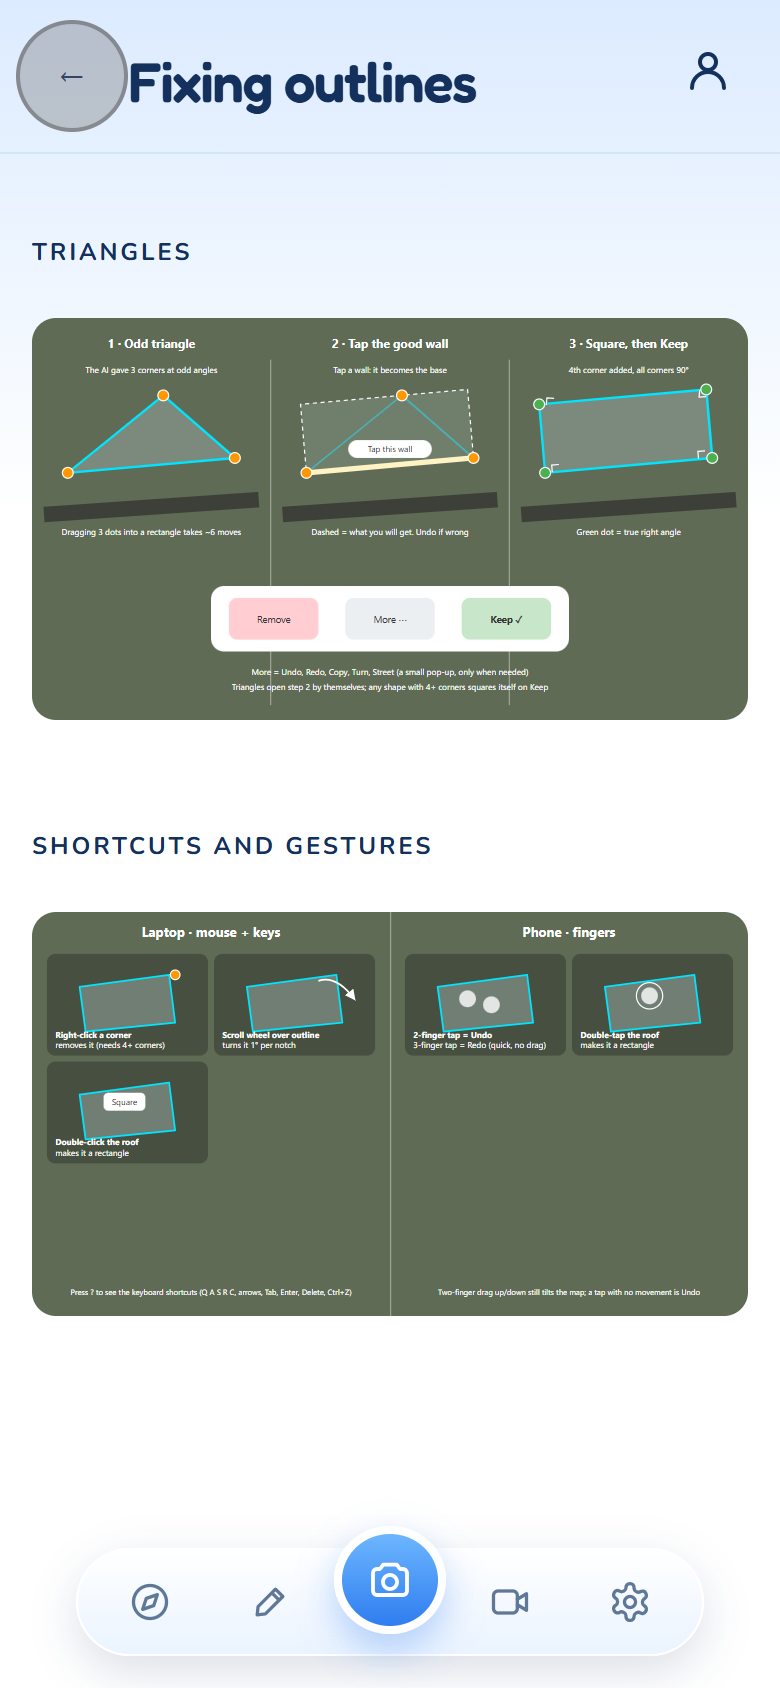 ←
Fixing outlines
TRIANGLES
1 · Odd triangle
The AI gave 3 corners at odd angles
Dragging 3 dots into a rectangle takes ~6 moves
2 · Tap the good wall
Tap a wall: it becomes the base
Tap this wall
Dashed = what you will get. Undo if wrong
3 · Square, then Keep
4th corner added, all corners 90°
Green dot = true right angle
Remove
More ···
Keep ✓
More = Undo, Redo, Copy, Turn, Street (a small pop-up, only when needed)
Triangles open step 2 by themselves; any shape with 4+ corners squares itself on Keep
SHORTCUTS AND GESTURES
Laptop · mouse + keys
Right-click a corner
removes it (needs 4+ corners)
Scroll wheel over outline
turns it 1° per notch
Square
Double-click the roof
makes it a rectangle
Press ? to see the keyboard shortcuts (Q A S R C, arrows, Tab, Enter, Delete, Ctrl+Z)
Phone · fingers
2-finger tap = Undo
3-finger tap = Redo (quick, no drag)
Double-tap the roof
makes it a rectangle
Two-finger drag up/down still tilts the map; a tap with no movement is Undo